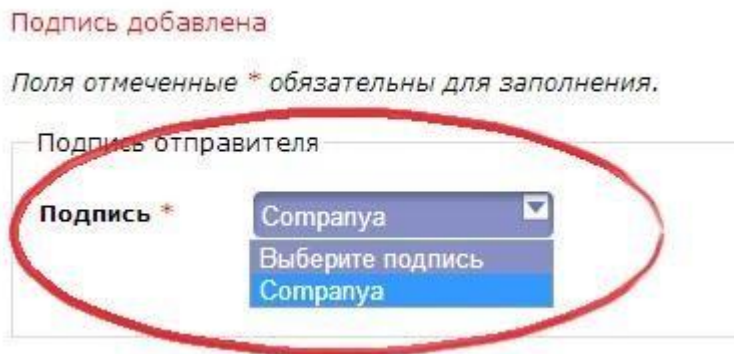 Подпись добавлена
Поля отмеченные * обязательны для заполнения.
Подпись отправителя
Подпись * Companya
Выберите подпись
Companya